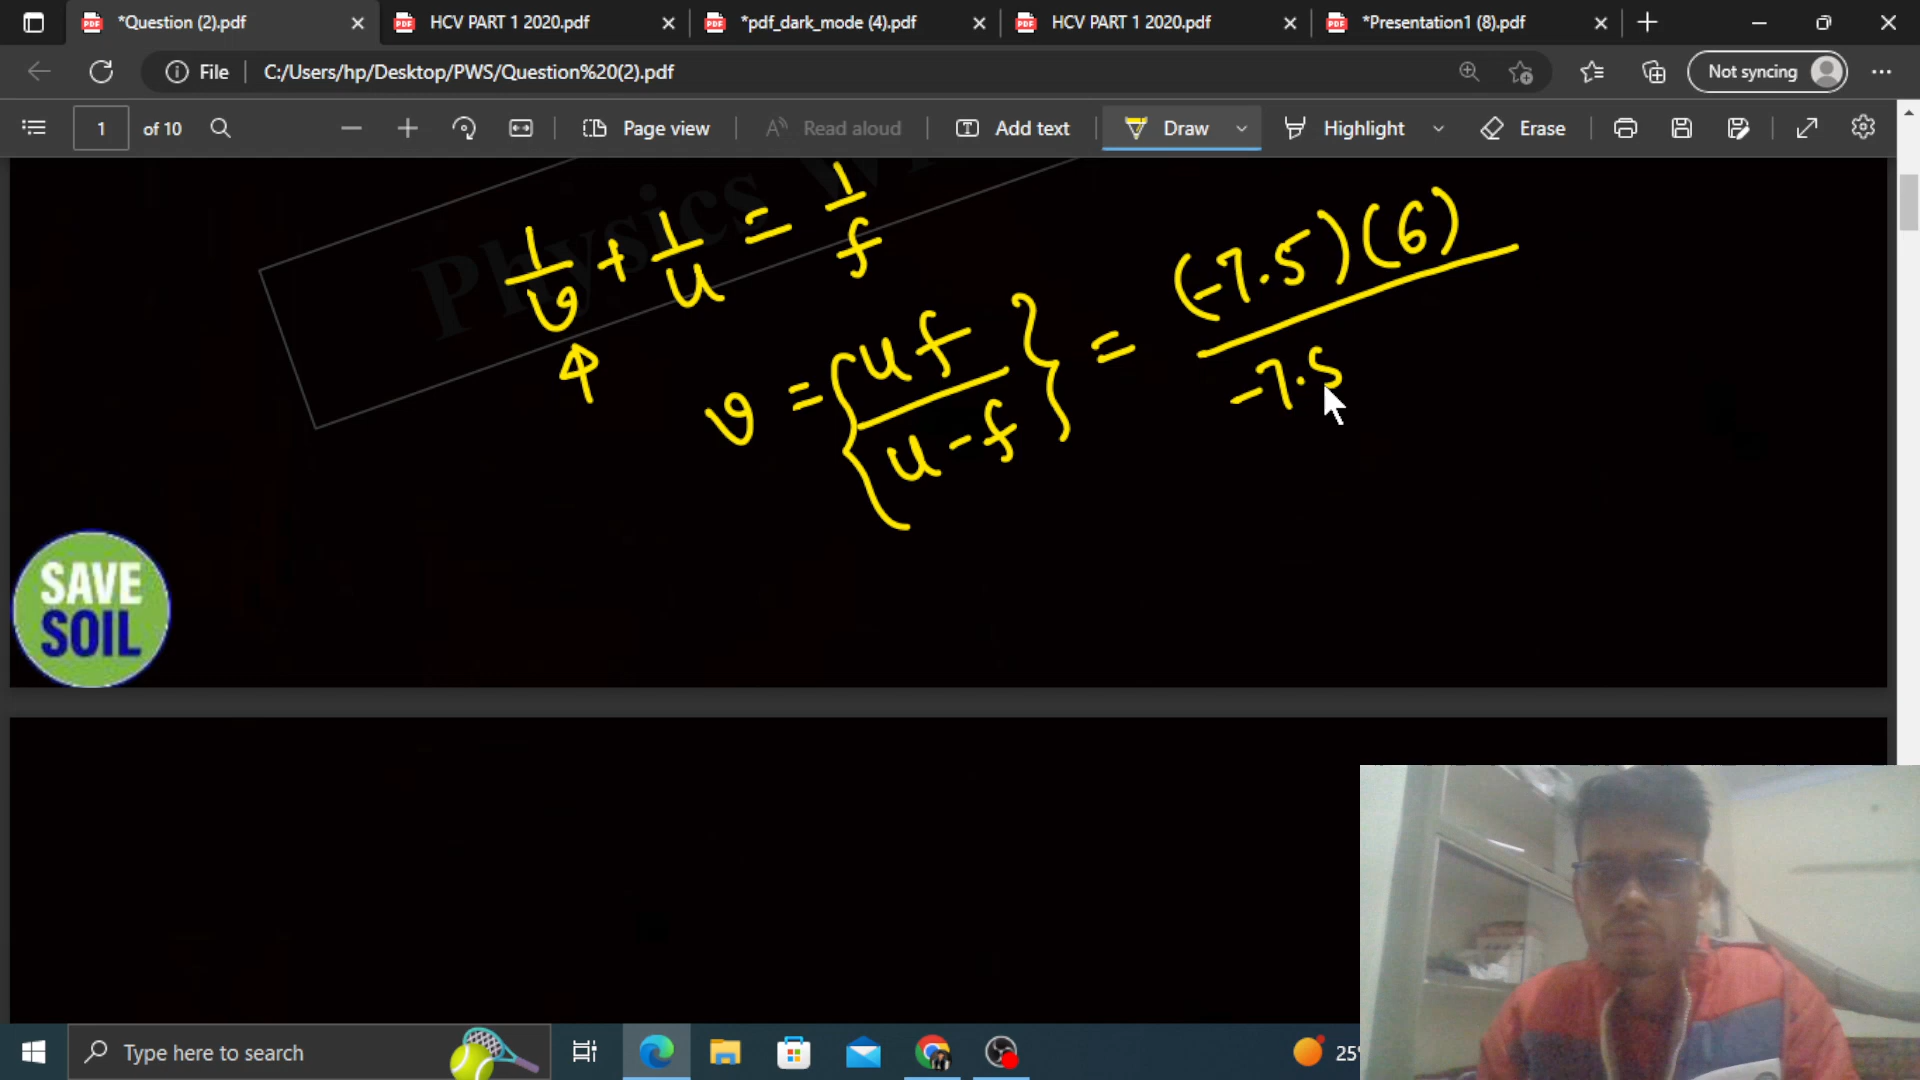 *Question (2).pdf
HCV PART 1 2020.pdf
*pdf_dark_mode (4).pdf
HCV PART 1 2020.pdf
*Presentation1 (8).pdf
File
C:/Users/hp/Desktop/PWS/Question%20(2).pdf
Not syncing
1 of 10
Page view
Read aloud
Add text
Draw
Highlight
Erase
Physics W
1/v + 1/u = 1/f
v = {uf/u-f} = (-7.5)(6)/-7.5
SAVE
SOIL
Type here to search
25°